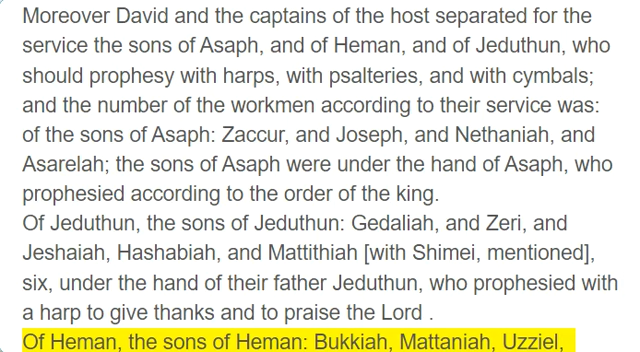 Moreover David and the captains of the host separated for the
service the sons of Asaph, and of Heman, and of Jeduthun, who
should prophesy with harps, with psalteries, and with cymbals;
and the number of the workmen according to their service was:
of the sons of Asaph: Zaccur, and Joseph, and Nethaniah, and
Asarelah; the sons of Asaph were under the hand of Asaph, who
prophesied according to the order of the king.
Of Jeduthun, the sons of Jeduthun: Gedaliah, and Zeri, and
Jeshaiah, Hashabiah, and Mattithiah [with Shimei, mentioned],
six, under the hand of their father Jeduthun, who prophesied with
a harp to give thanks and to praise the Lord .
Of Heman, the sons of Heman: Bukkiah, Mattaniah, Uzziel,